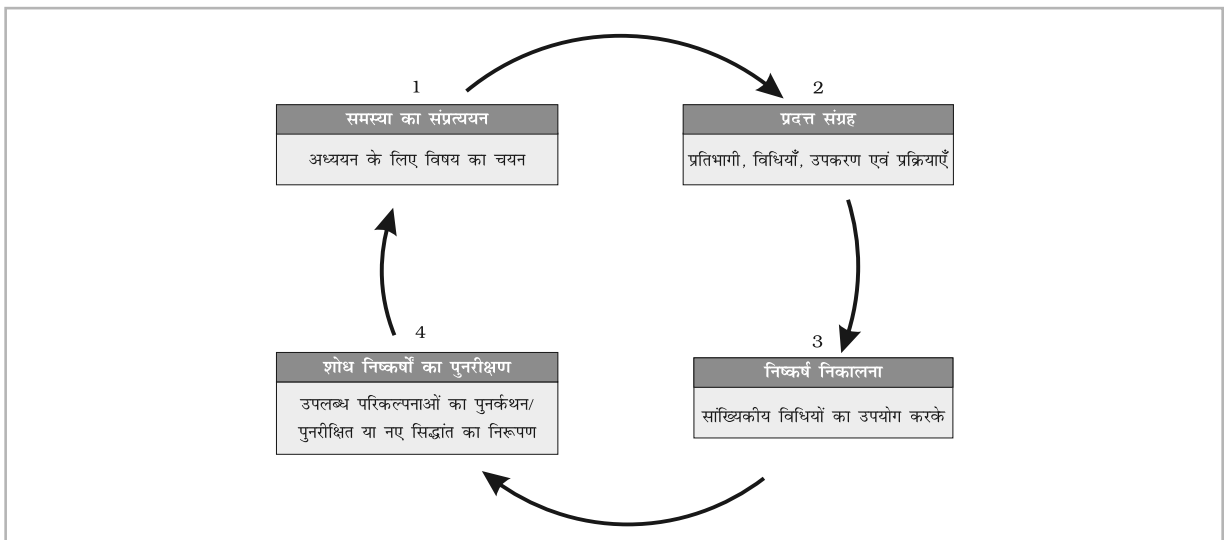 1
समस्या का संप्रत्ययन
अध्ययन के लिए विषय का चयन
2
प्रदत्त संग्रह
प्रतिभागी, विधियाँ, उपकरण एवं प्रक्रियाएँ
3
निष्कर्ष निकालना
सांख्यिकीय विधियों का उपयोग करके
4
शोध निष्कर्षों का पुनरीक्षण
उपलब्ध परिकल्पनाओं का पुनर्कथन/
पुनरीक्षित या नए सिद्धांत का निरूपण